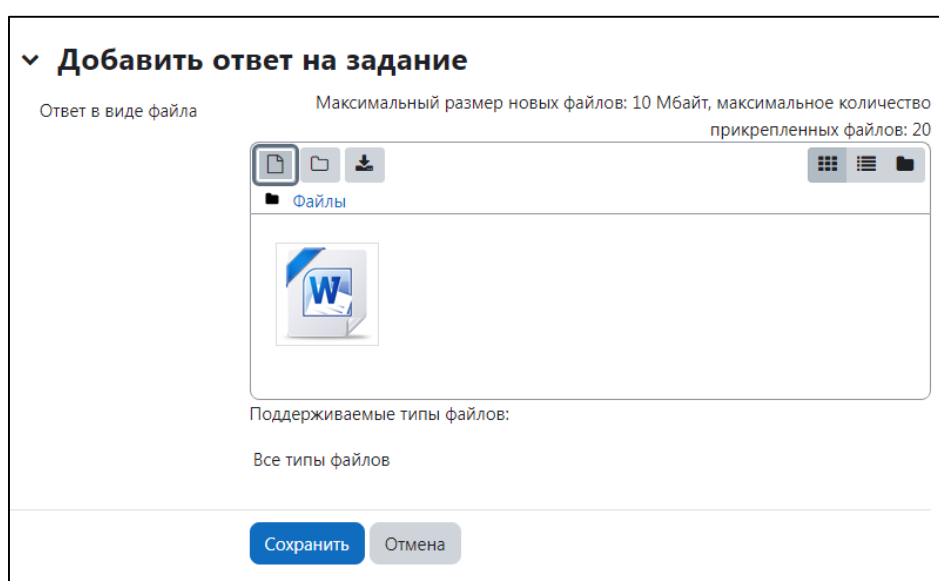 Добавить ответ на задание
Ответ в виде файла
Максимальный размер новых файлов: 10 Мбайт, максимальное количество
прикрепленных файлов: 20
Файлы
W
Поддерживаемые типы файлов:
Все типы файлов
Сохранить Отмена